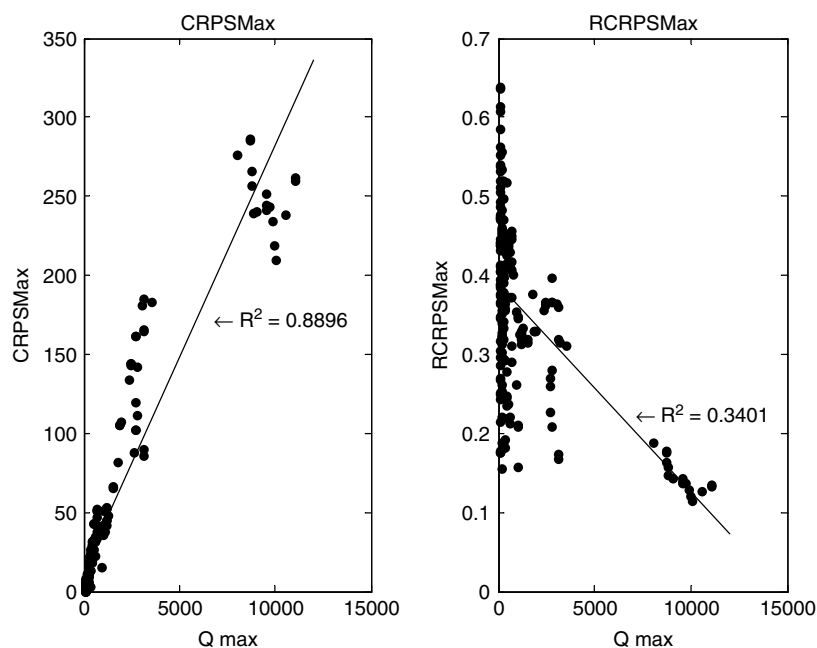 CRPSMax
350
300
250
200
150
100
50
0
0 5000 10000 15000
Q max
CRPSMax
← R² = 0.8896
RCRPSMax
0.7
0.6
0.5
0.4
0.3
0.2
0.1
0
0 5000 10000 15000
Q max
RCRPSMax
← R² = 0.3401